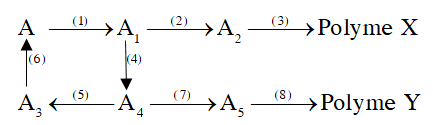 A (1) A₁ (2) A₂ (3) Polyme X
(6) (4)
A₃ (5) A₄ (7) A₅ (8) Polyme Y